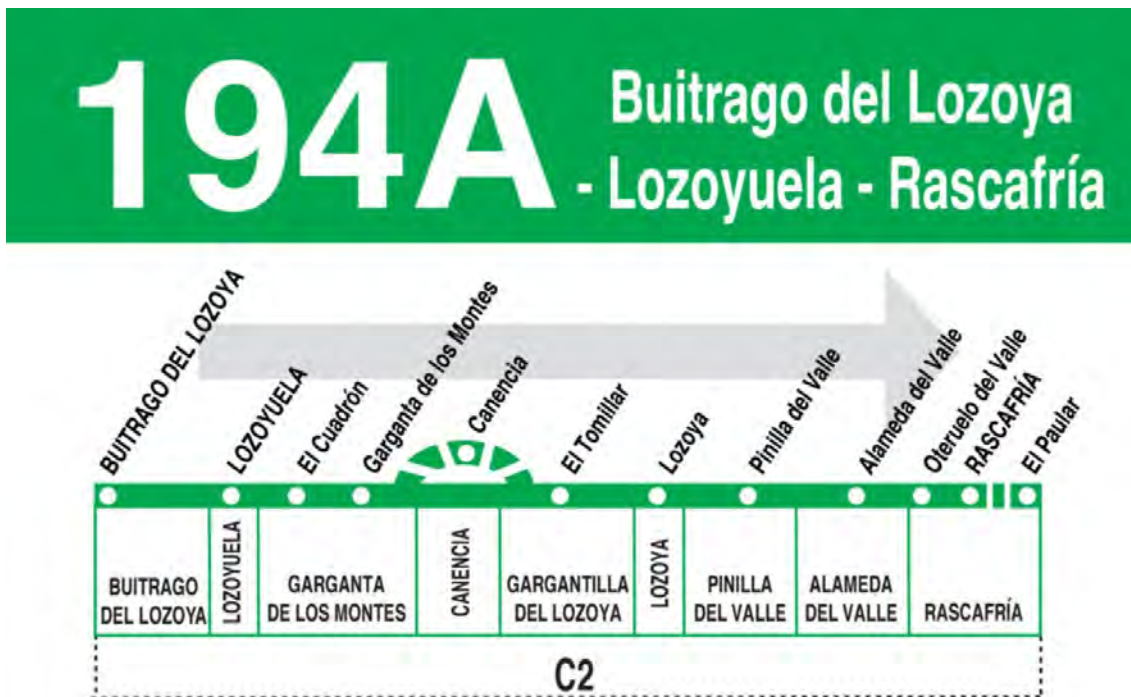 194A
Buitrago del Lozoya
- Lozoyuela - Rascafría
BUITRAGO DEL LOZOYA
LOZOYUELA
El Cuadrón
Garganta de los Montes
Canencia
El Tomillar
Lozoya
Pinilla del Valle
Alameda del Valle
Oteruelo del Valle
RASCAFRÍA
El Paular
BUITRAGO
DEL LOZOYA
LOZOYUELA
GARGANTA
DE LOS MONTES
CANENCIA
GARGANTILLA
DEL LOZOYA
LOZOYA
PINILLA
DEL VALLE
ALAMEDA
DEL VALLE
RASCAFRÍA
C2